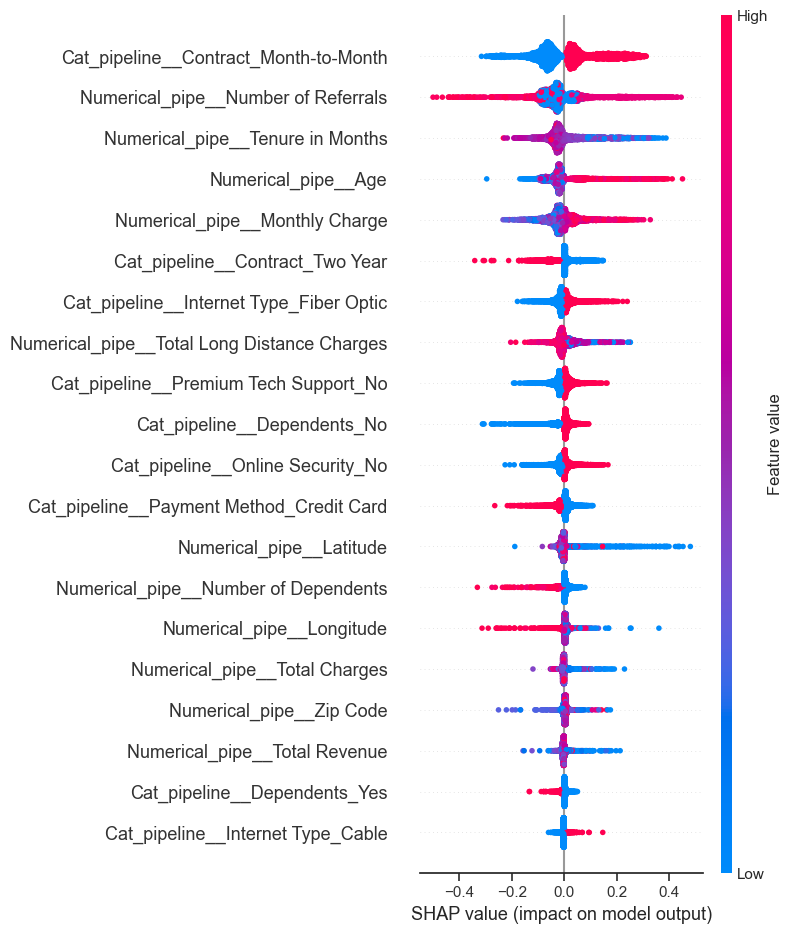 High
Cat_pipeline__Contract_Month-to-Month
Numerical_pipe__Number of Referrals
Numerical_pipe__Tenure in Months
Numerical_pipe__Age
Numerical_pipe__Monthly Charge
Cat_pipeline__Contract_Two Year
Cat_pipeline__Internet Type_Fiber Optic
Numerical_pipe__Total Long Distance Charges
Cat_pipeline__Premium Tech Support_No
Cat_pipeline__Dependents_No
Cat_pipeline__Online Security_No
Cat_pipeline__Payment Method_Credit Card
Numerical_pipe__Latitude
Numerical_pipe__Number of Dependents
Numerical_pipe__Longitude
Numerical_pipe__Total Charges
Numerical_pipe__Zip Code
Numerical_pipe__Total Revenue
Cat_pipeline__Dependents_Yes
Cat_pipeline__Internet Type_Cable
Feature value
Low
−0.4 −0.2 0.0 0.2 0.4
SHAP value (impact on model output)